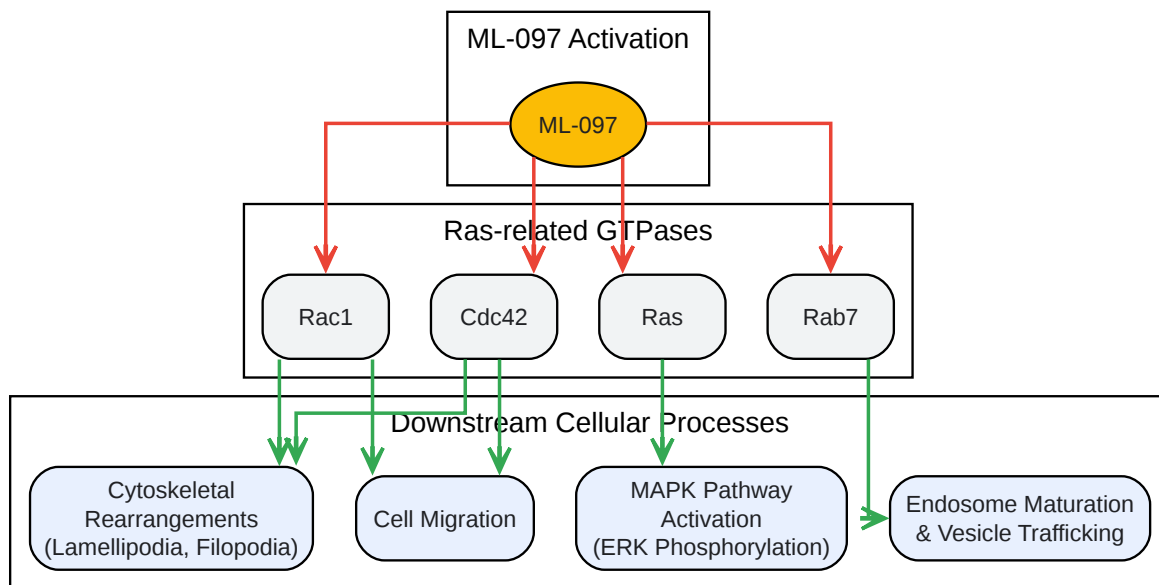 ML-097 Activation
ML-097
Ras-related GTPases
Rac1
Cdc42
Ras
Rab7
Downstream Cellular Processes
Cytoskeletal
Rearrangements
(Lamellipodia, Filopodia)
Cell Migration
MAPK Pathway
Activation
(ERK Phosphorylation)
Endosome Maturation
& Vesicle Trafficking